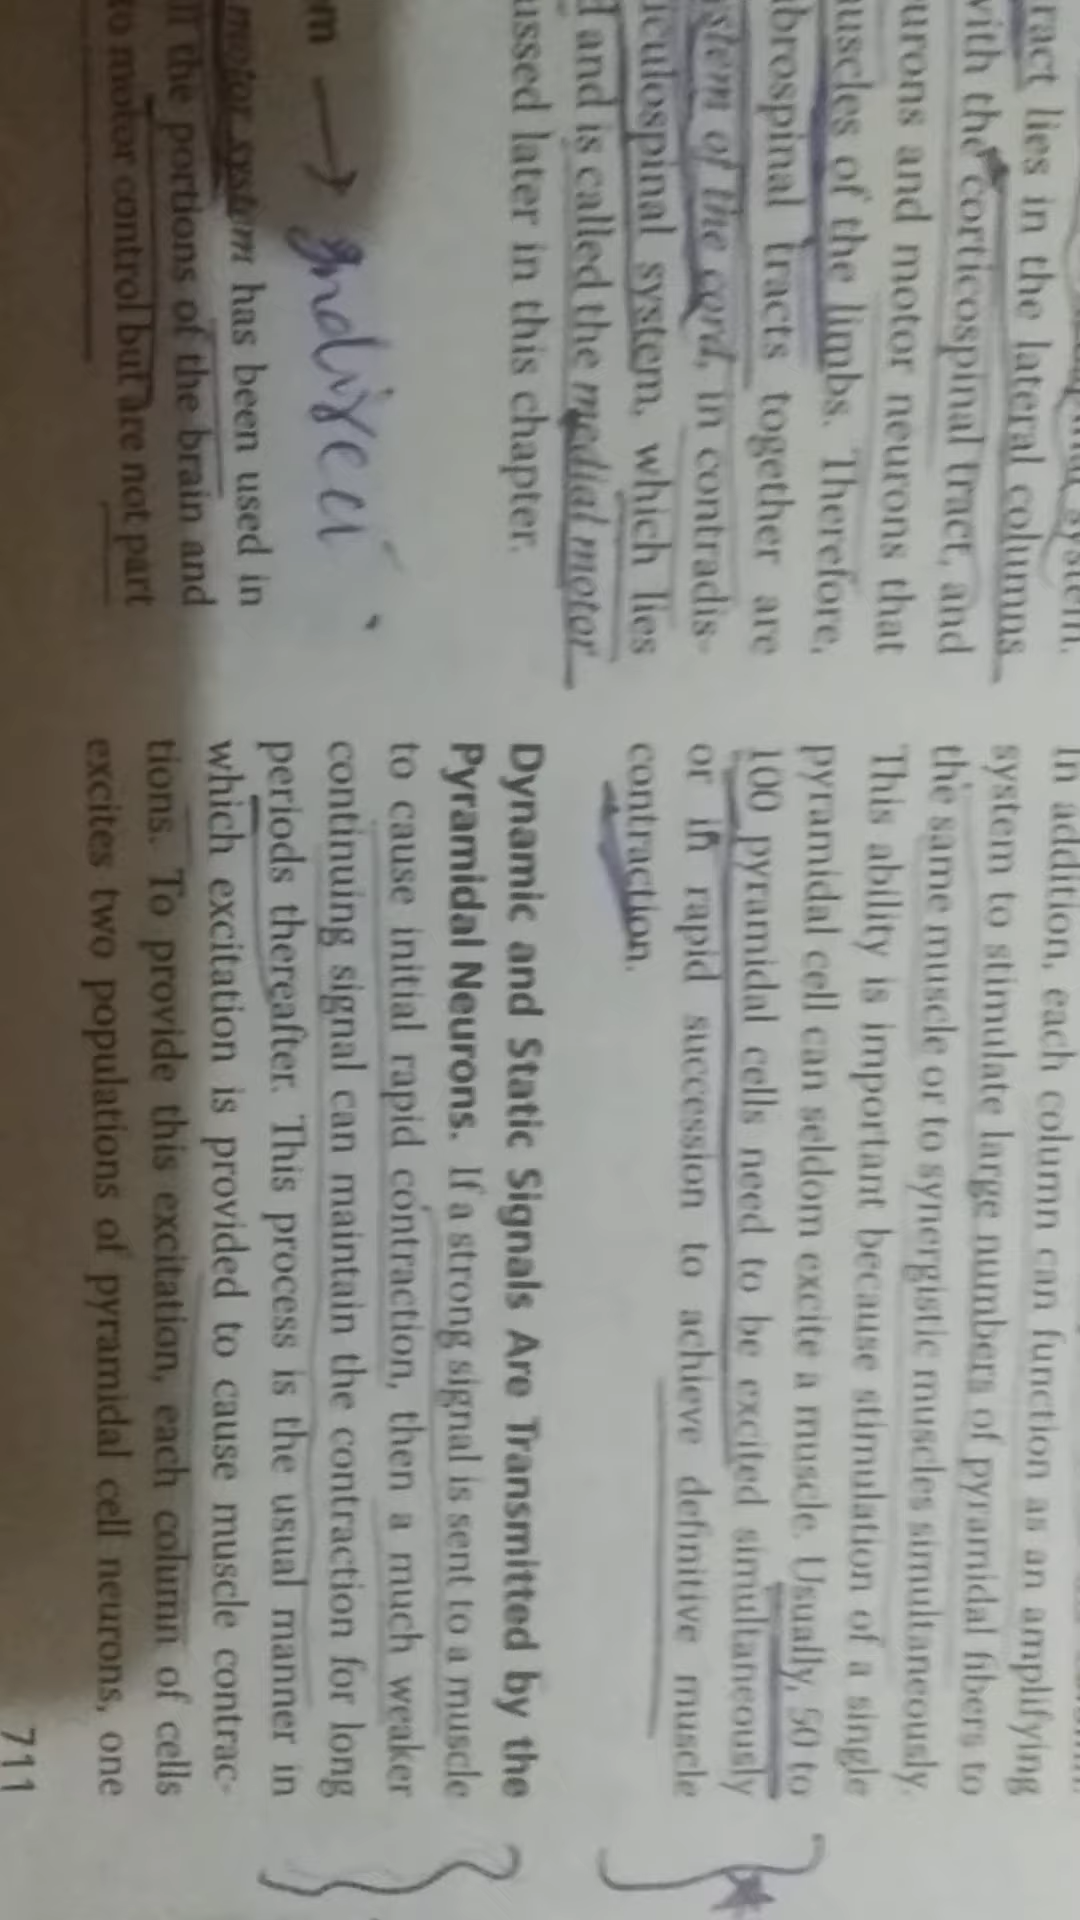 ract lies in the lateral columns
with the corticospinal tract, and
urons and motor neurons that
uscles of the limbs. Therefore,
brospinal tracts together are
stem of the cord, in contradis-
iculospinal system, which lies
d and is called the medial motor
ussed later in this chapter.
m → indirect
major system has been used in
ll the portions of the brain and
to motor control but are not part
In addition, each column can function as an amplifying
system to stimulate large numbers of pyramidal fibers to
the same muscle or to synergistic muscles simultaneously.
This ability is important because stimulation of a single
pyramidal cell can seldom excite a muscle. Usually, 50 to
100 pyramidal cells need to be excited simultaneously
or in rapid succession to achieve definitive muscle
contraction.
Dynamic and Static Signals Are Transmitted by the
Pyramidal Neurons. If a strong signal is sent to a muscle
to cause initial rapid contraction, then a much weaker
continuing signal can maintain the contraction for long
periods thereafter. This process is the usual manner in
which excitation is provided to cause muscle contrac-
tions. To provide this excitation, each column of cells
excites two populations of pyramidal cell neurons, one
711